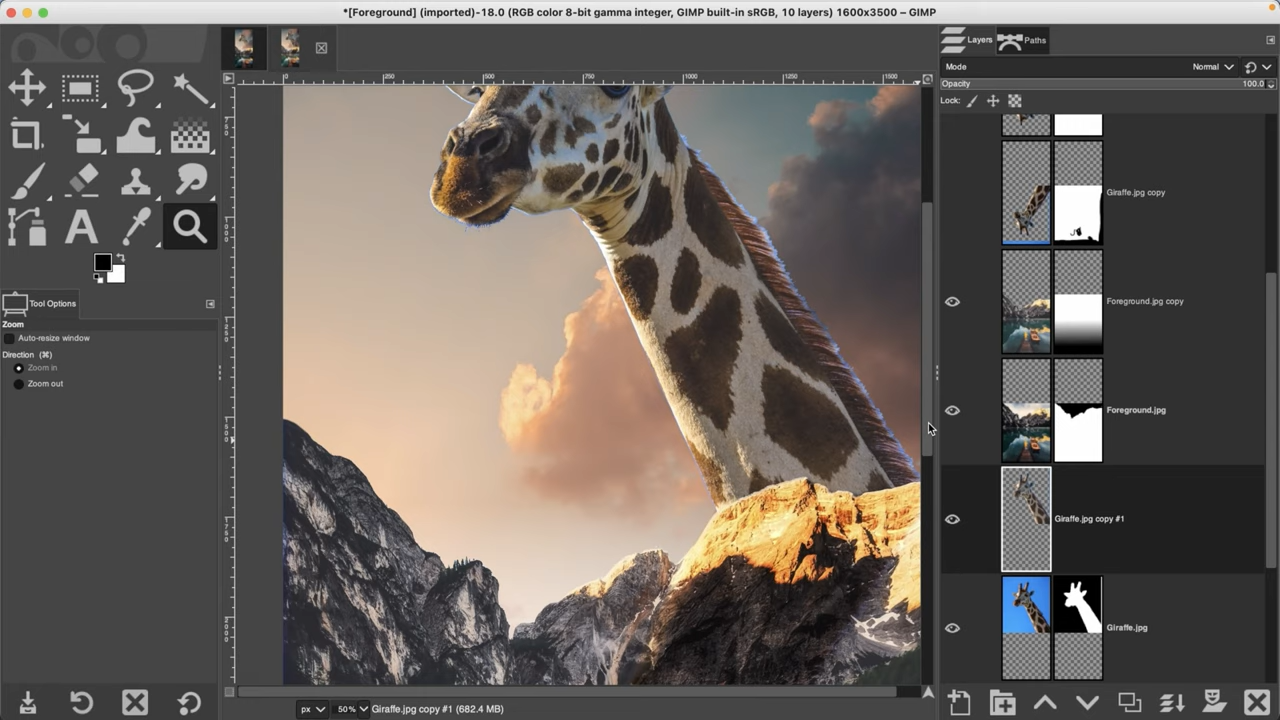 *[Foreground] (imported)-18.0 (RGB color 8-bit gamma integer, GIMP built-in sRGB, 10 layers) 1600x3500 – GIMP
Layers
Paths
Mode
Normal
Opacity
100.0
Lock:
0
250
500
750
1000
1250
1500
Giraffe.jpg copy
Foreground.jpg copy
Foreground.jpg
Giraffe.jpg copy #1
Giraffe.jpg
Tool Options
Zoom
Auto-resize window
Direction (⌘)
Zoom in
Zoom out
px
50%
Giraffe.jpg copy #1 (682.4 MB)